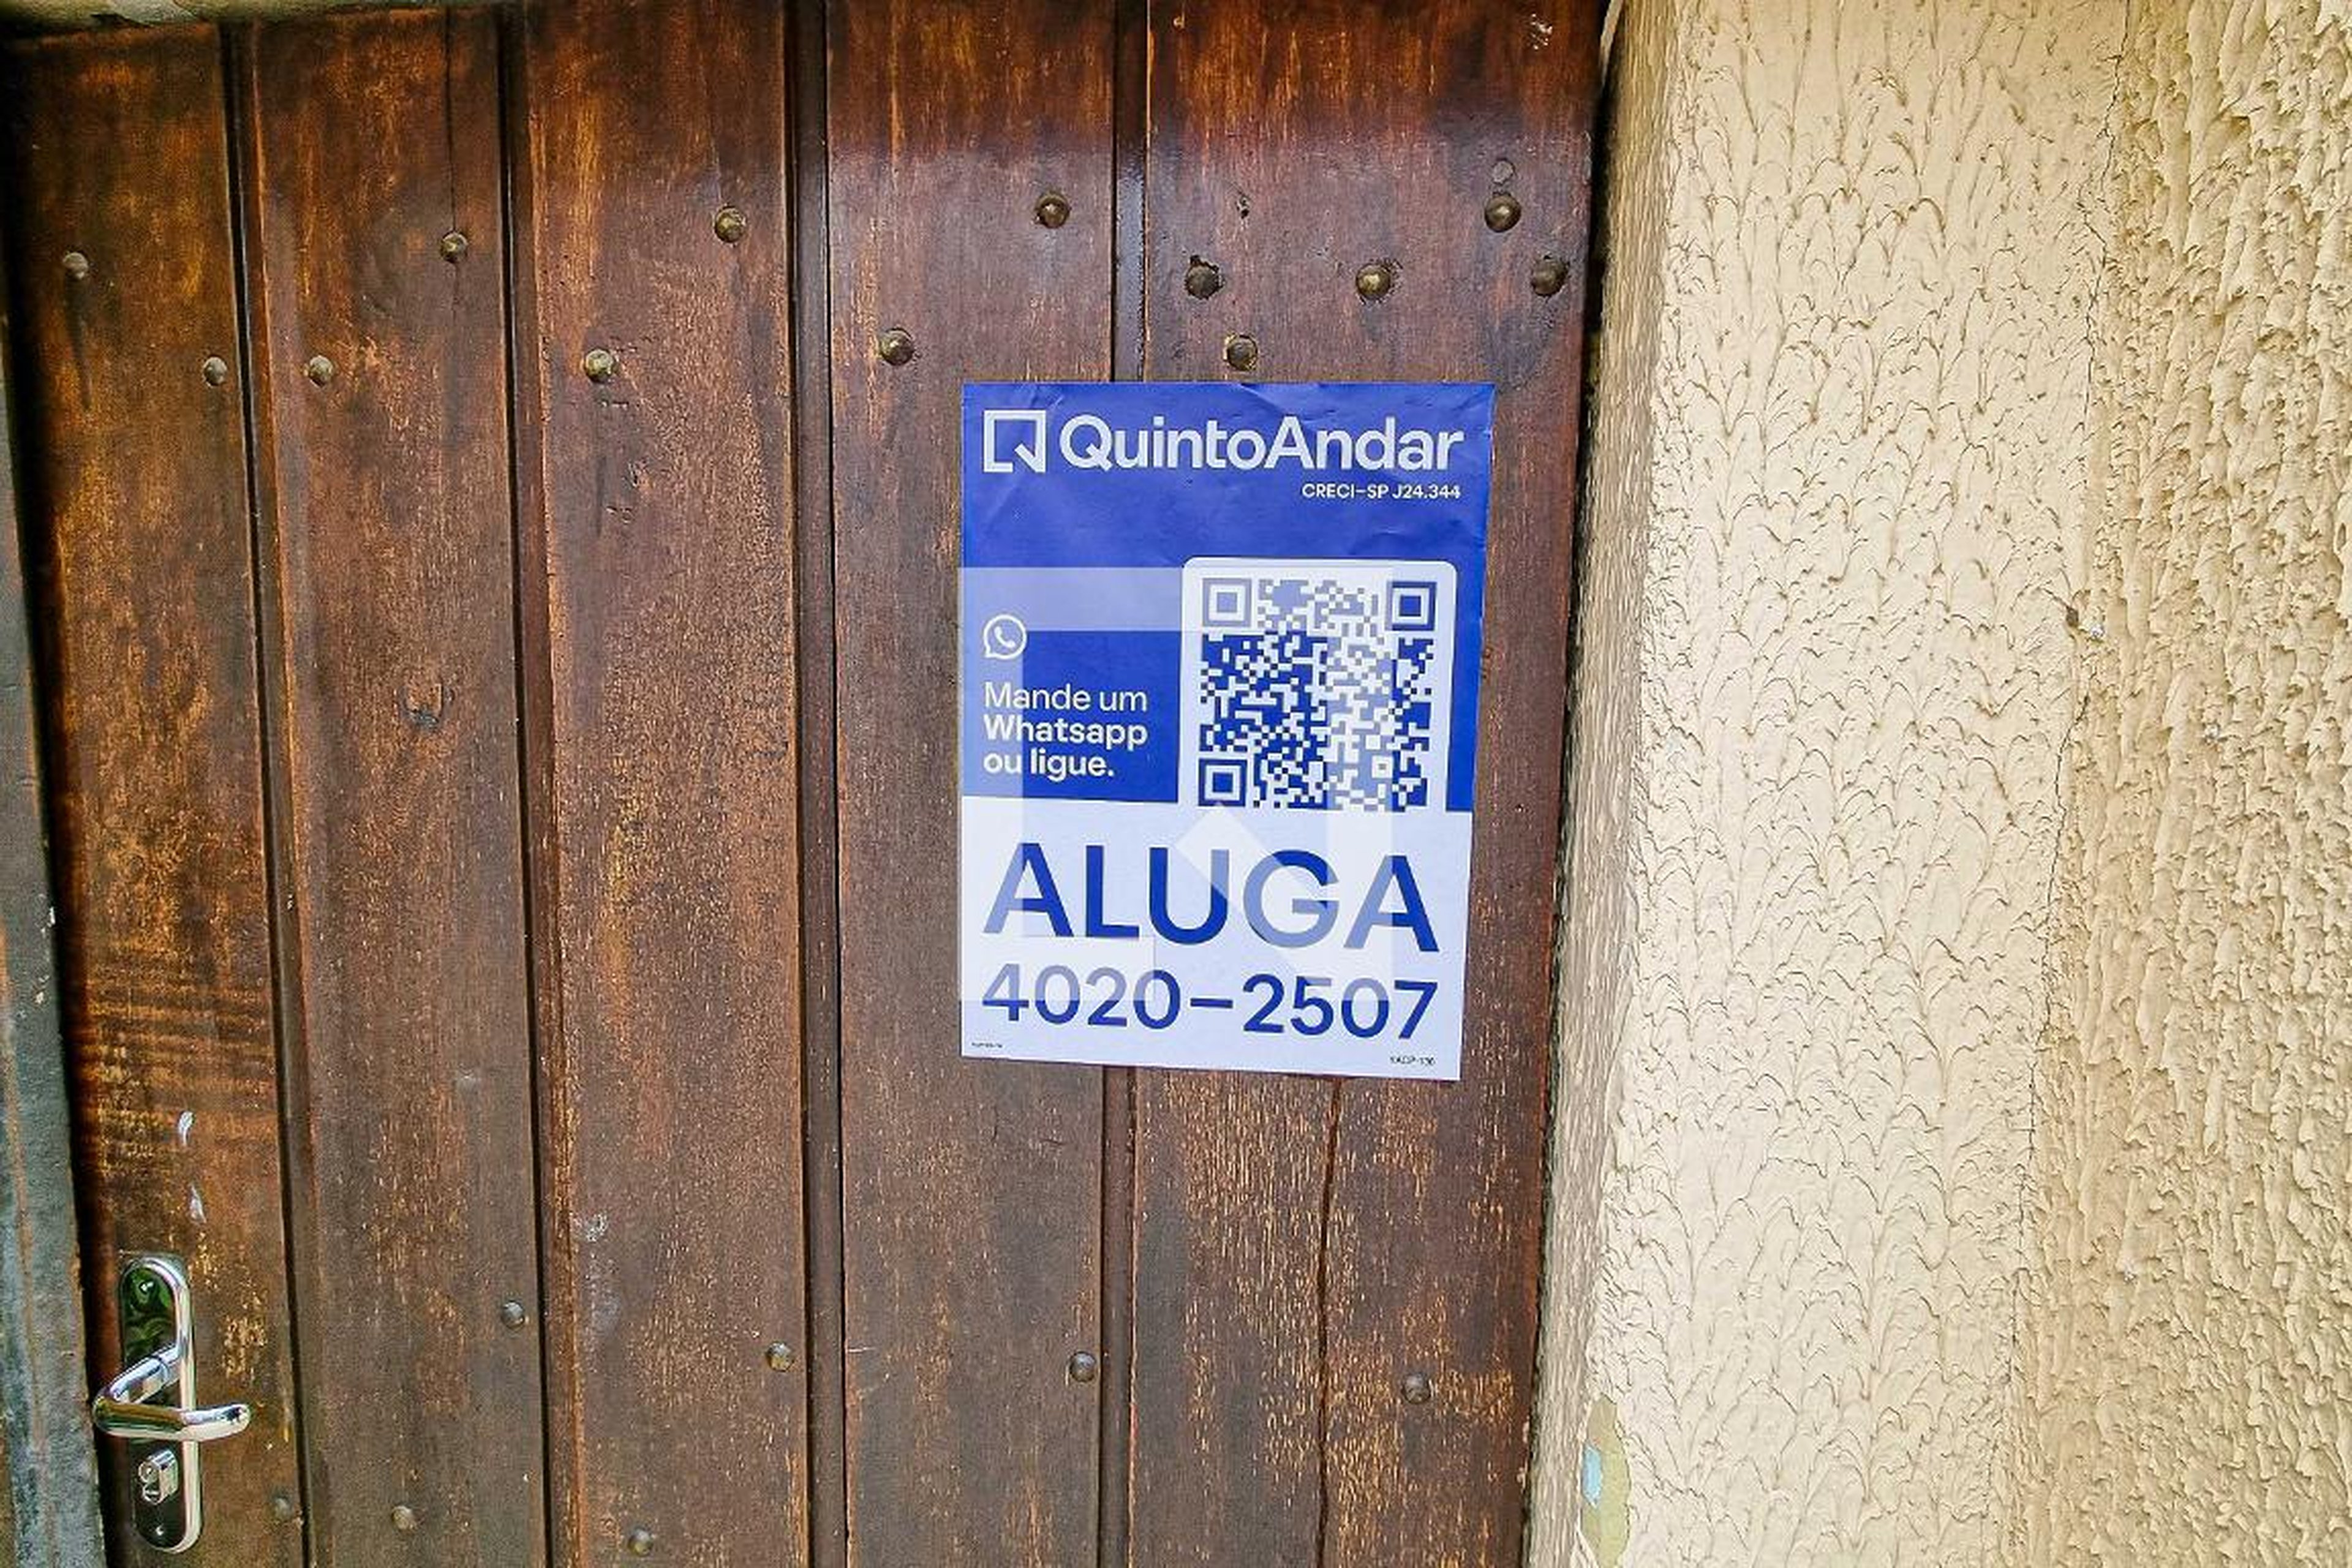 QuintoAndar
CRECI-SP J24.344
Mande um
Whatsapp
ou ligue.
ALUGA
4020-2507